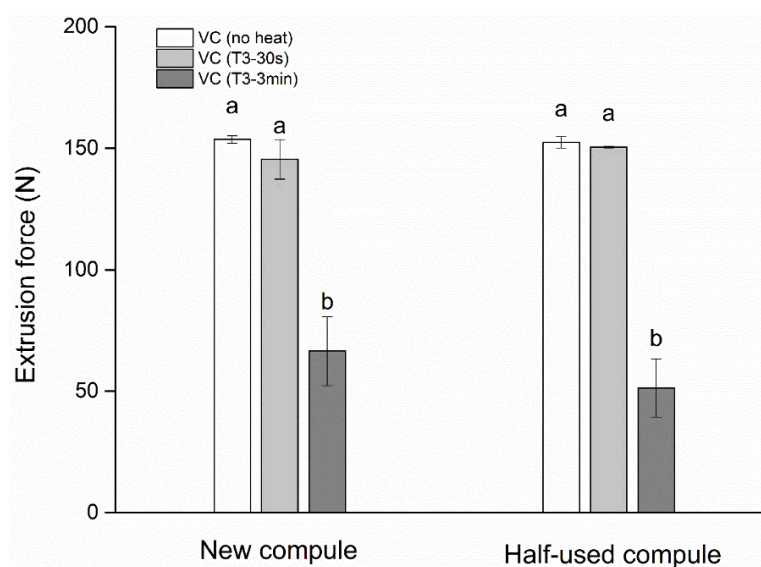 200
VC (no heat)
VC (T3-30s)
VC (T3-3min)
a
a
a
a
150
Extrusion force (N)
100
b
b
50
0
New compule
Half-used compule